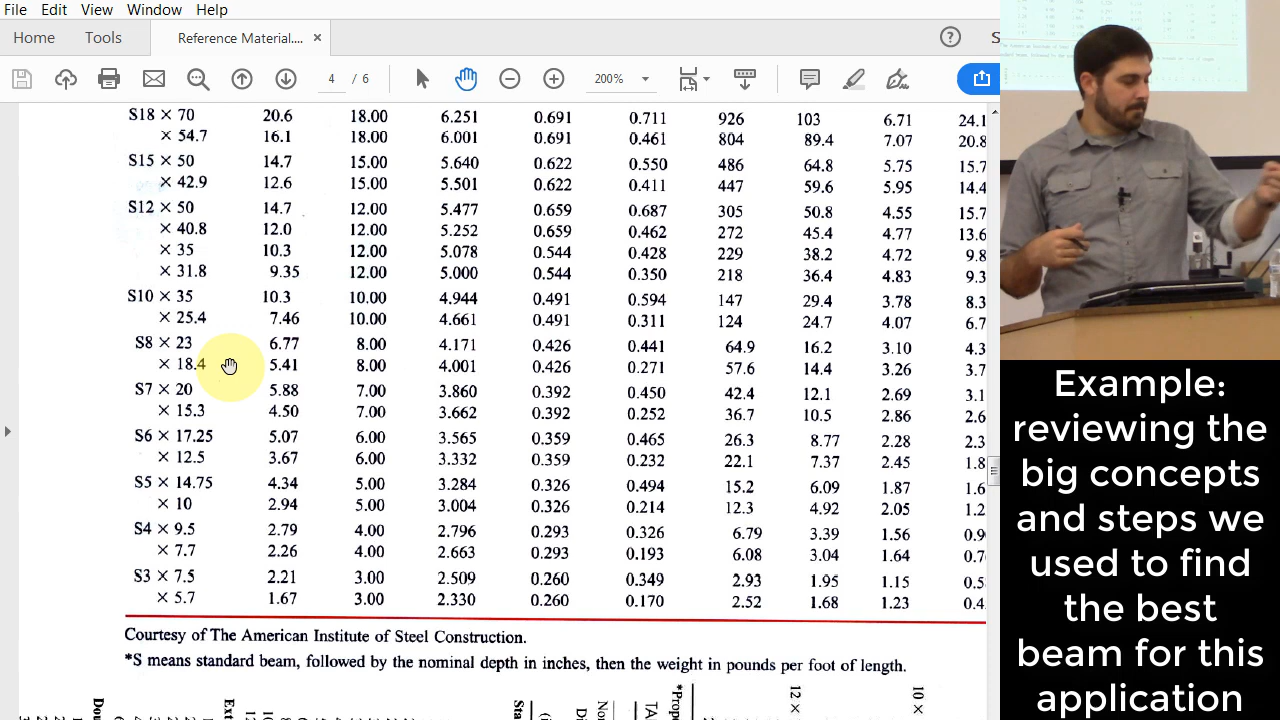 File Edit View Window Help
Home Tools Reference Material.... × S
4 / 6 200%
S18 × 70 20.6 18.00 6.251 0.691 0.711 926 103 6.71 24.1
× 54.7 16.1 18.00 6.001 0.691 0.461 804 89.4 7.07 20.8
S15 × 50 14.7 15.00 5.640 0.622 0.550 486 64.8 5.75 15.7
× 42.9 12.6 15.00 5.501 0.622 0.411 447 59.6 5.95 14.4
S12 × 50 14.7 12.00 5.477 0.659 0.687 305 50.8 4.55 15.7
× 40.8 12.0 12.00 5.252 0.659 0.462 272 45.4 4.77 13.6
× 35 10.3 12.00 5.078 0.544 0.428 229 38.2 4.72 9.8
× 31.8 9.35 12.00 5.000 0.544 0.350 218 36.4 4.83 9.3
S10 × 35 10.3 10.00 4.944 0.491 0.594 147 29.4 3.78 8.3
× 25.4 7.46 10.00 4.661 0.491 0.311 124 24.7 4.07 6.7
S8 × 23 6.77 8.00 4.171 0.426 0.441 64.9 16.2 3.10 4.3
× 18.4 5.41 8.00 4.001 0.426 0.271 57.6 14.4 3.26 3.7
S7 × 20 5.88 7.00 3.860 0.392 0.450 42.4 12.1 2.69 3.1
× 15.3 4.50 7.00 3.662 0.392 0.252 36.7 10.5 2.86 2.6
S6 × 17.25 5.07 6.00 3.565 0.359 0.465 26.3 8.77 2.28 2.3
× 12.5 3.67 6.00 3.332 0.359 0.232 22.1 7.37 2.45 1.8
S5 × 14.75 4.34 5.00 3.284 0.326 0.494 15.2 6.09 1.87 1.6
× 10 2.94 5.00 3.004 0.326 0.214 12.3 4.92 2.05 1.2
S4 × 9.5 2.79 4.00 2.796 0.293 0.326 6.79 3.39 1.56 0.9
× 7.7 2.26 4.00 2.663 0.293 0.193 6.08 3.04 1.64 0.7
S3 × 7.5 2.21 3.00 2.509 0.260 0.349 2.93 1.95 1.15 0.5
× 5.7 1.67 3.00 2.330 0.260 0.170 2.52 1.68 1.23 0.4
Courtesy of The American Institute of Steel Construction.
*S means standard beam, followed by the nominal depth in inches, then the weight in pounds per foot of length.
12 ×
10 ×
Example:
reviewing the
big concepts
and steps we
used to find
the best
beam for this
application